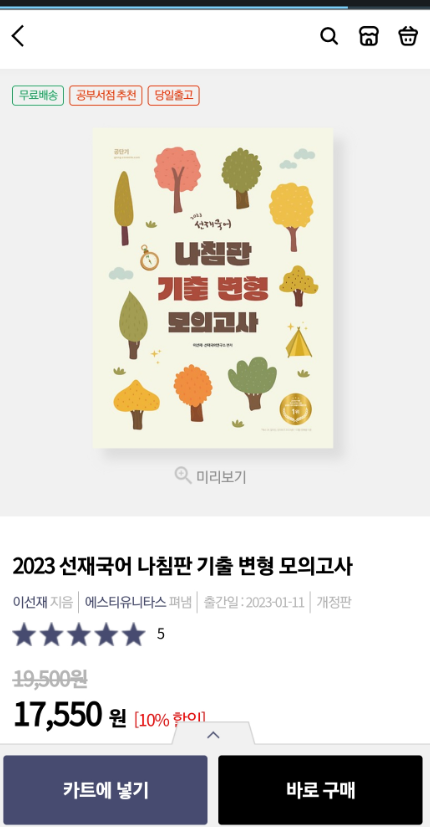 무료배송 공부서점 추천 당일출고
공단기
2023 선재국어
나침판
기출 변형
모의고사
미리보기
2023 선재국어 나침판 기출 변형 모의고사
이선재 지음 에스티유니타스 펴냄 출간일 : 2023-01-11 개정판
5
19,500원
17,550 원 [10% 할인]
카트에 넣기 바로 구매